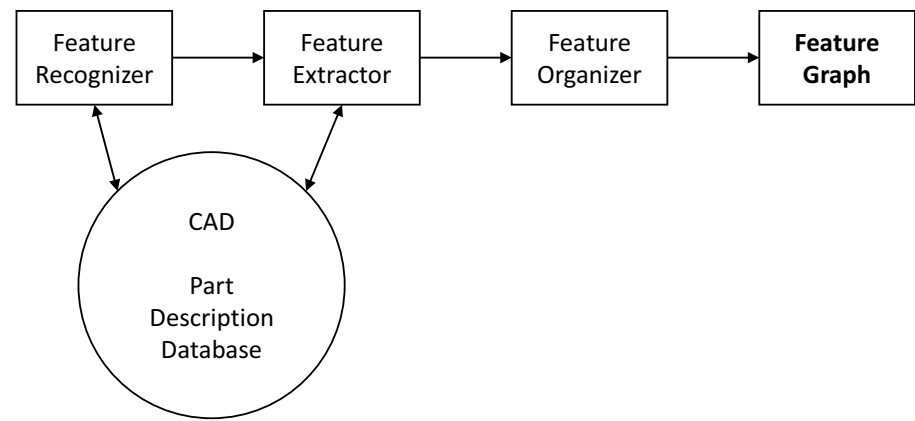 Feature
Recognizer
Feature
Extractor
Feature
Organizer
Feature
Graph
CAD
Part
Description
Database